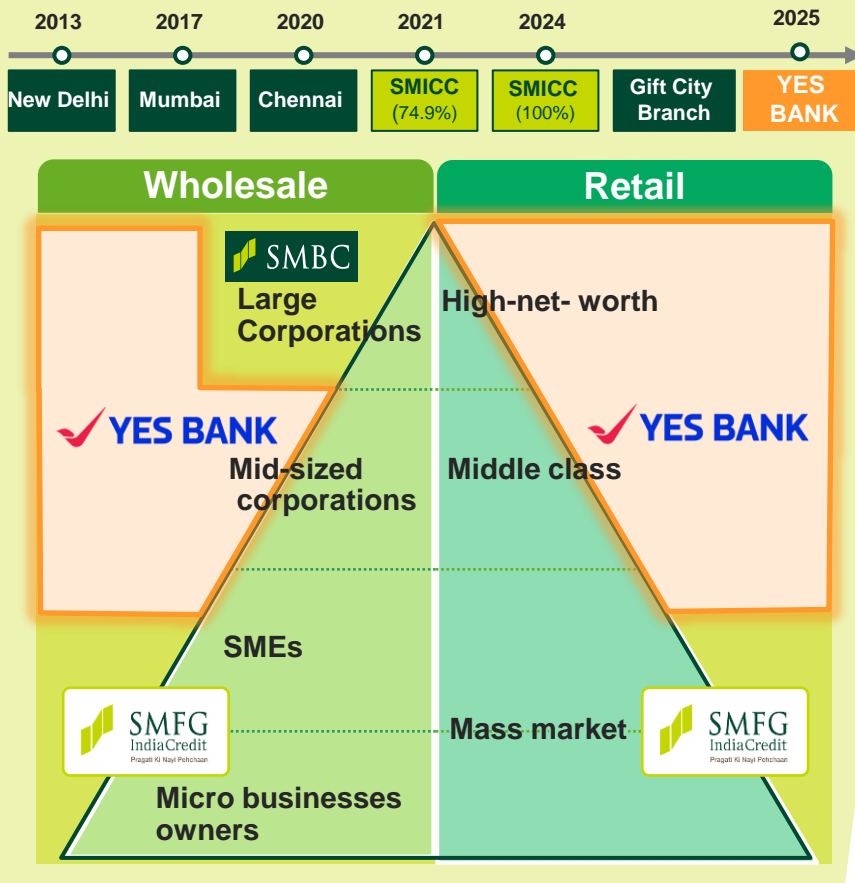 2013 2017 2020 2021 2024 2025
New Delhi Mumbai Chennai SMICC (74.9%) SMICC (100%) Gift City Branch YES BANK
Wholesale Retail
SMBC
Large
Corporations
High-net- worth
YES BANK
YES BANK
Mid-sized
corporations
Middle class
SMEs
SMFG
IndiaCredit
Pragati Ki Nayi Pehchaan
Mass market
SMFG
IndiaCredit
Pragati Ki Nayi Pehchaan
Micro businesses
owners